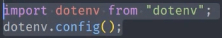 import dotenv from "dotenv";
dotenv.config();